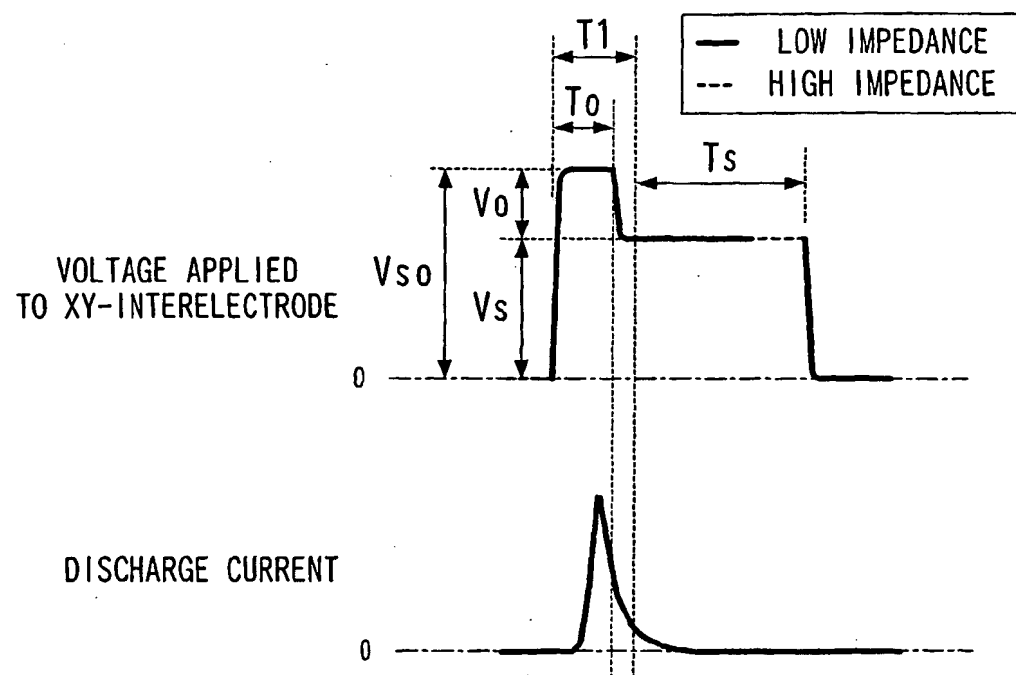 T1
LOW IMPEDANCE
HIGH IMPEDANCE
To
Ts
Vo
Vso
Vs
VOLTAGE APPLIED
TO XY-INTERELECTRODE
0
DISCHARGE CURRENT
0